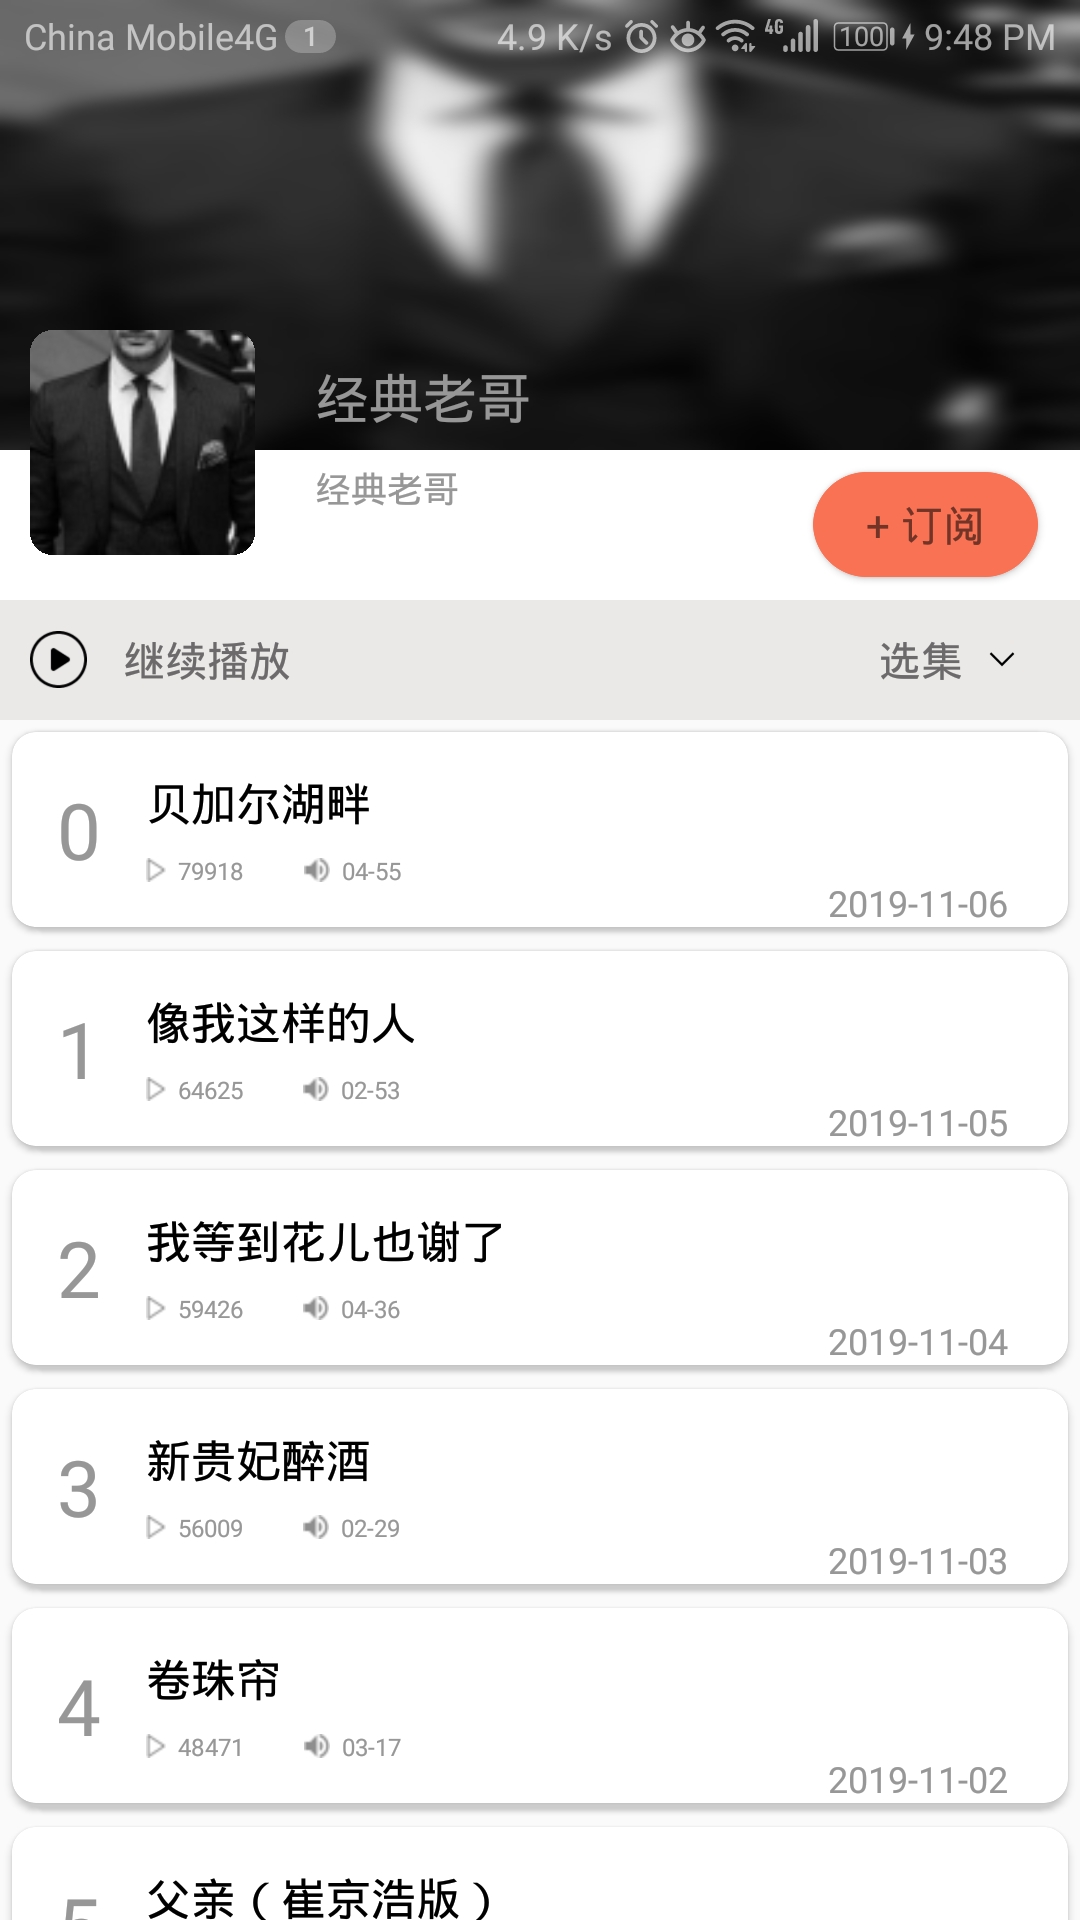 China Mobile4G 1 4.9 K/s 4G 100 9:48 PM
经典老哥
经典老哥
+ 订阅
继续播放 选集
0 贝加尔湖畔
79918 04-55
2019-11-06
1 像我这样的人
64625 02-53
2019-11-05
2 我等到花儿也谢了
59426 04-36
2019-11-04
3 新贵妃醉酒
56009 02-29
2019-11-03
4 卷珠帘
48471 03-17
2019-11-02
5 父亲（崔京浩版）